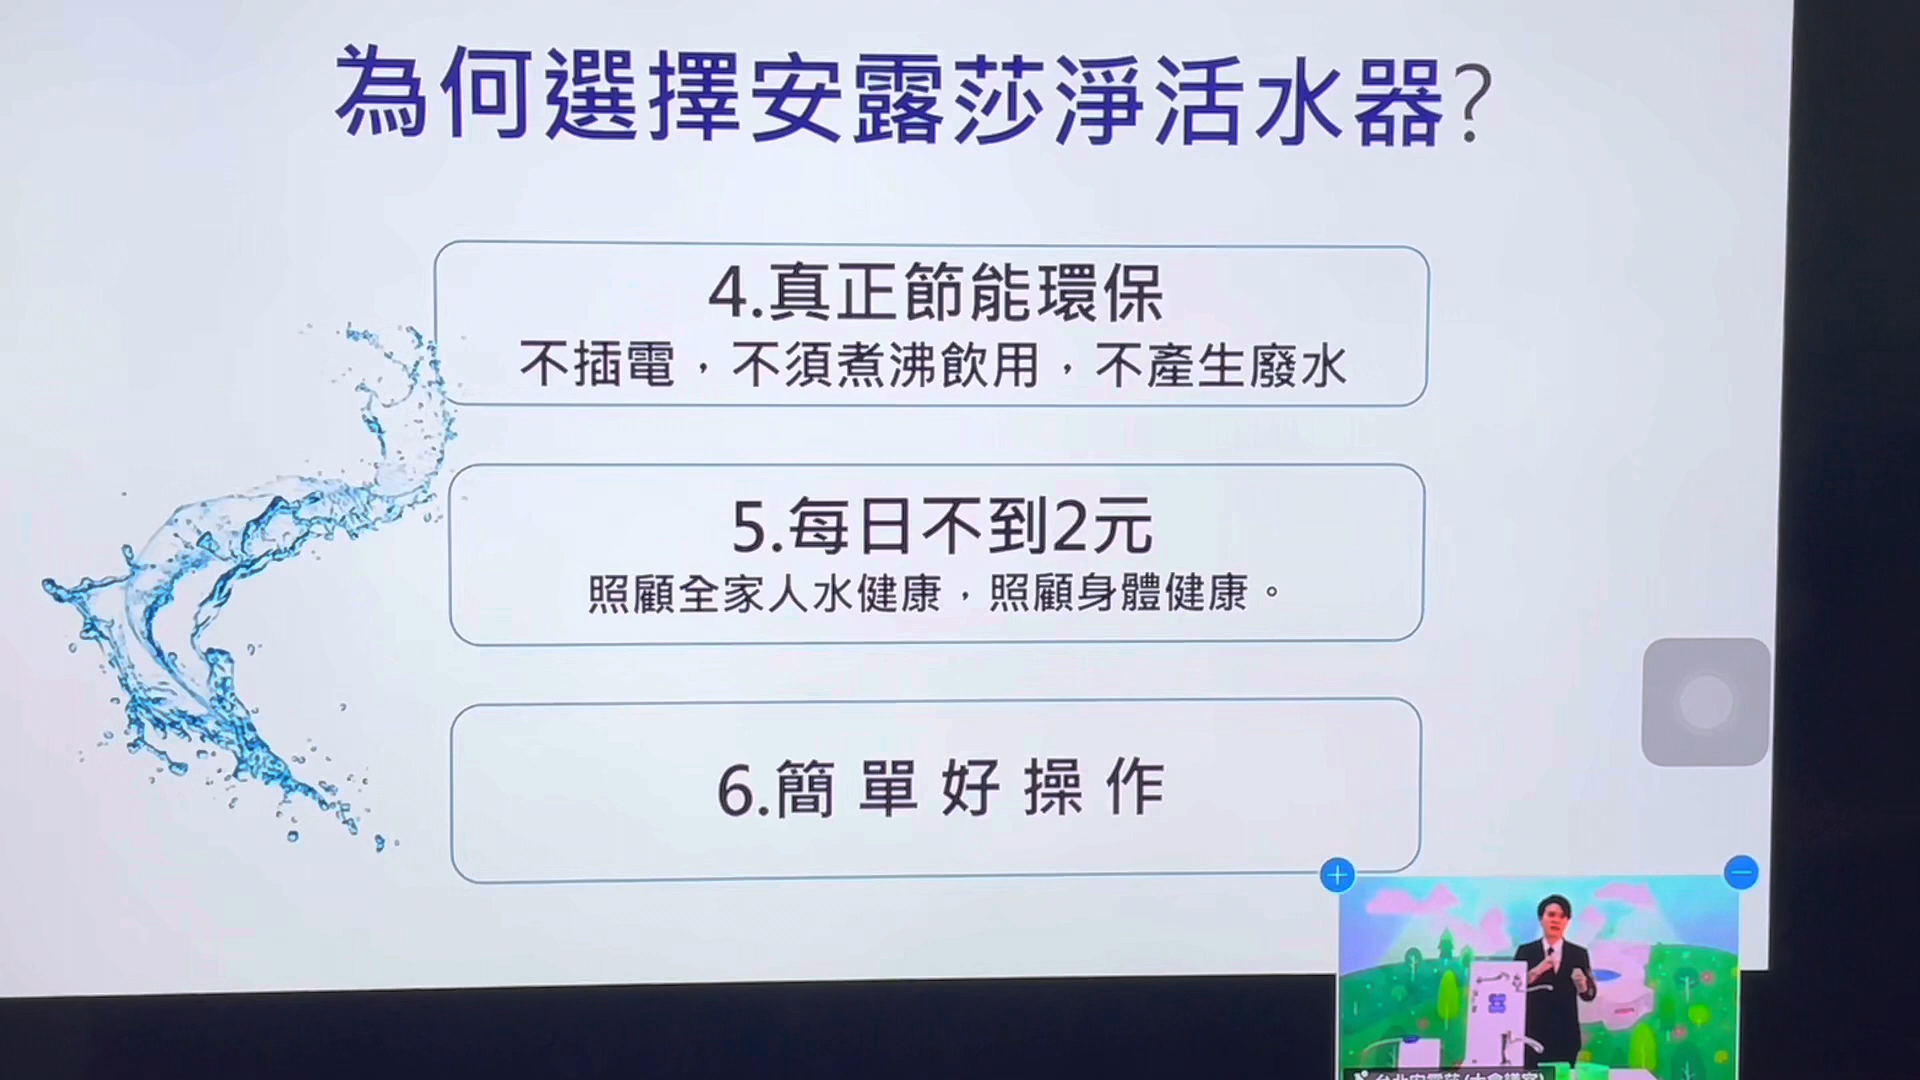 為何選擇安露莎淨活水器?
4.真正節能環保
不插電，不須煮沸飲用，不產生廢水
5.每日不到2元
照顧全家人水健康，照顧身體健康。
6.簡單好操作